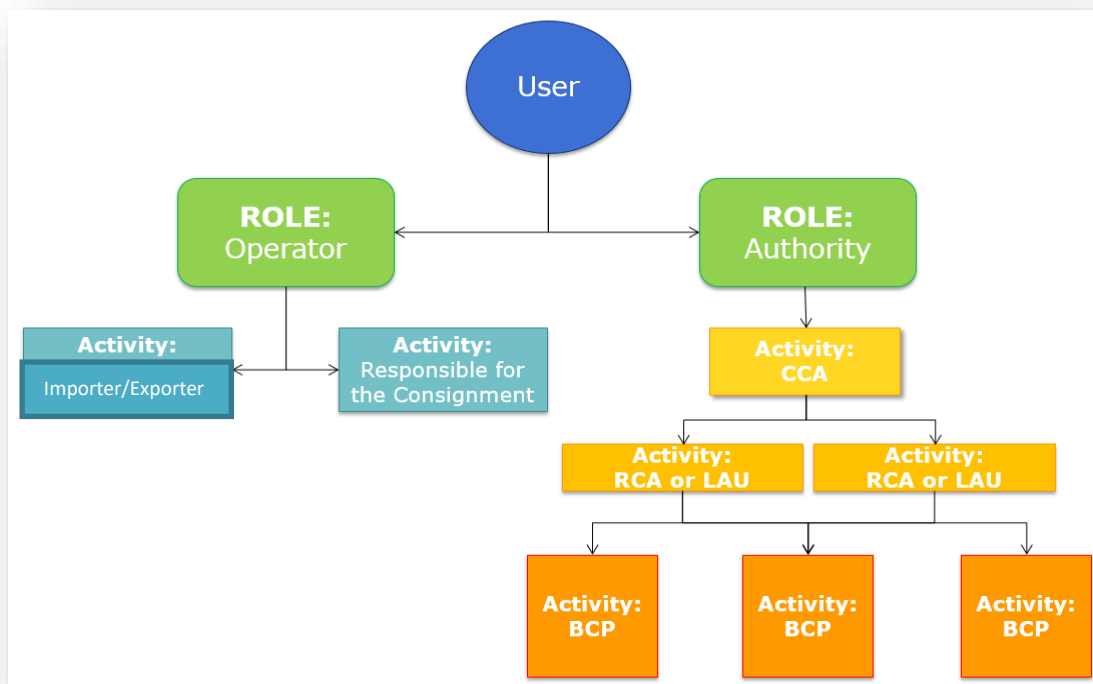 User
ROLE:
Operator
ROLE:
Authority
Activity:
Importer/Exporter
Activity:
Responsible for
the Consignment
Activity:
CCA
Activity:
RCA or LAU
Activity:
RCA or LAU
Activity:
BCP
Activity:
BCP
Activity:
BCP